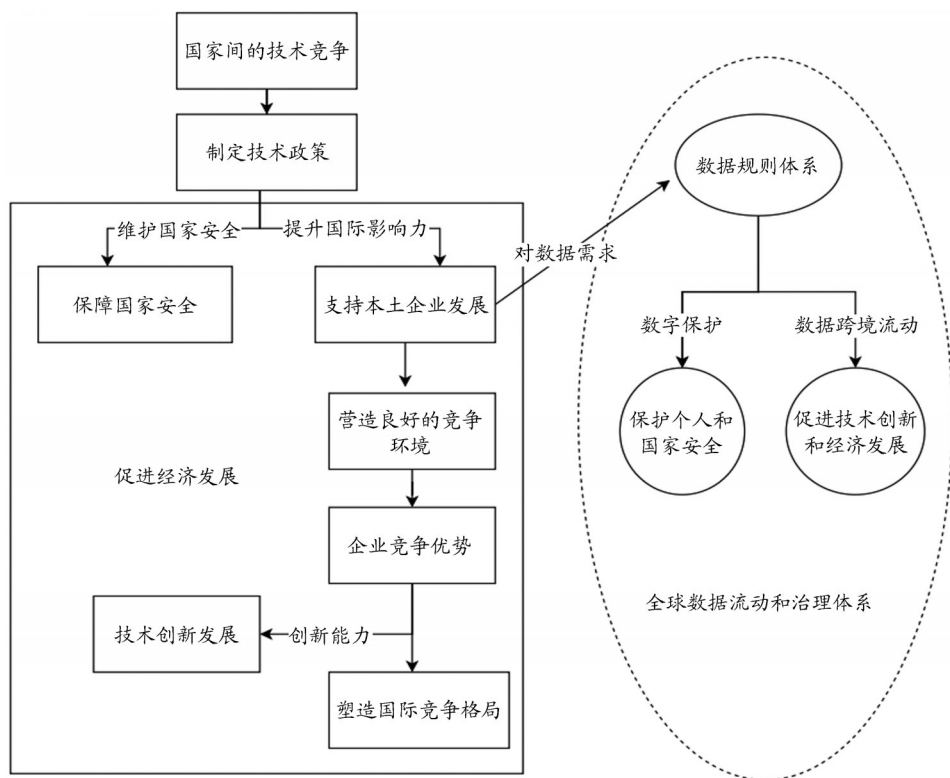 国家间的技术竞争
制定技术政策
维护国家安全
提升国际影响力
保障国家安全
支持本土企业发展
营造良好的竞争
环境
促进经济发展
企业竞争优势
技术创新发展
创新能力
塑造国际竞争格局
对数据需求
数据规则体系
数字保护
数据跨境流动
保护个人和
国家安全
促进技术创新
和经济发展
全球数据流动和治理体系